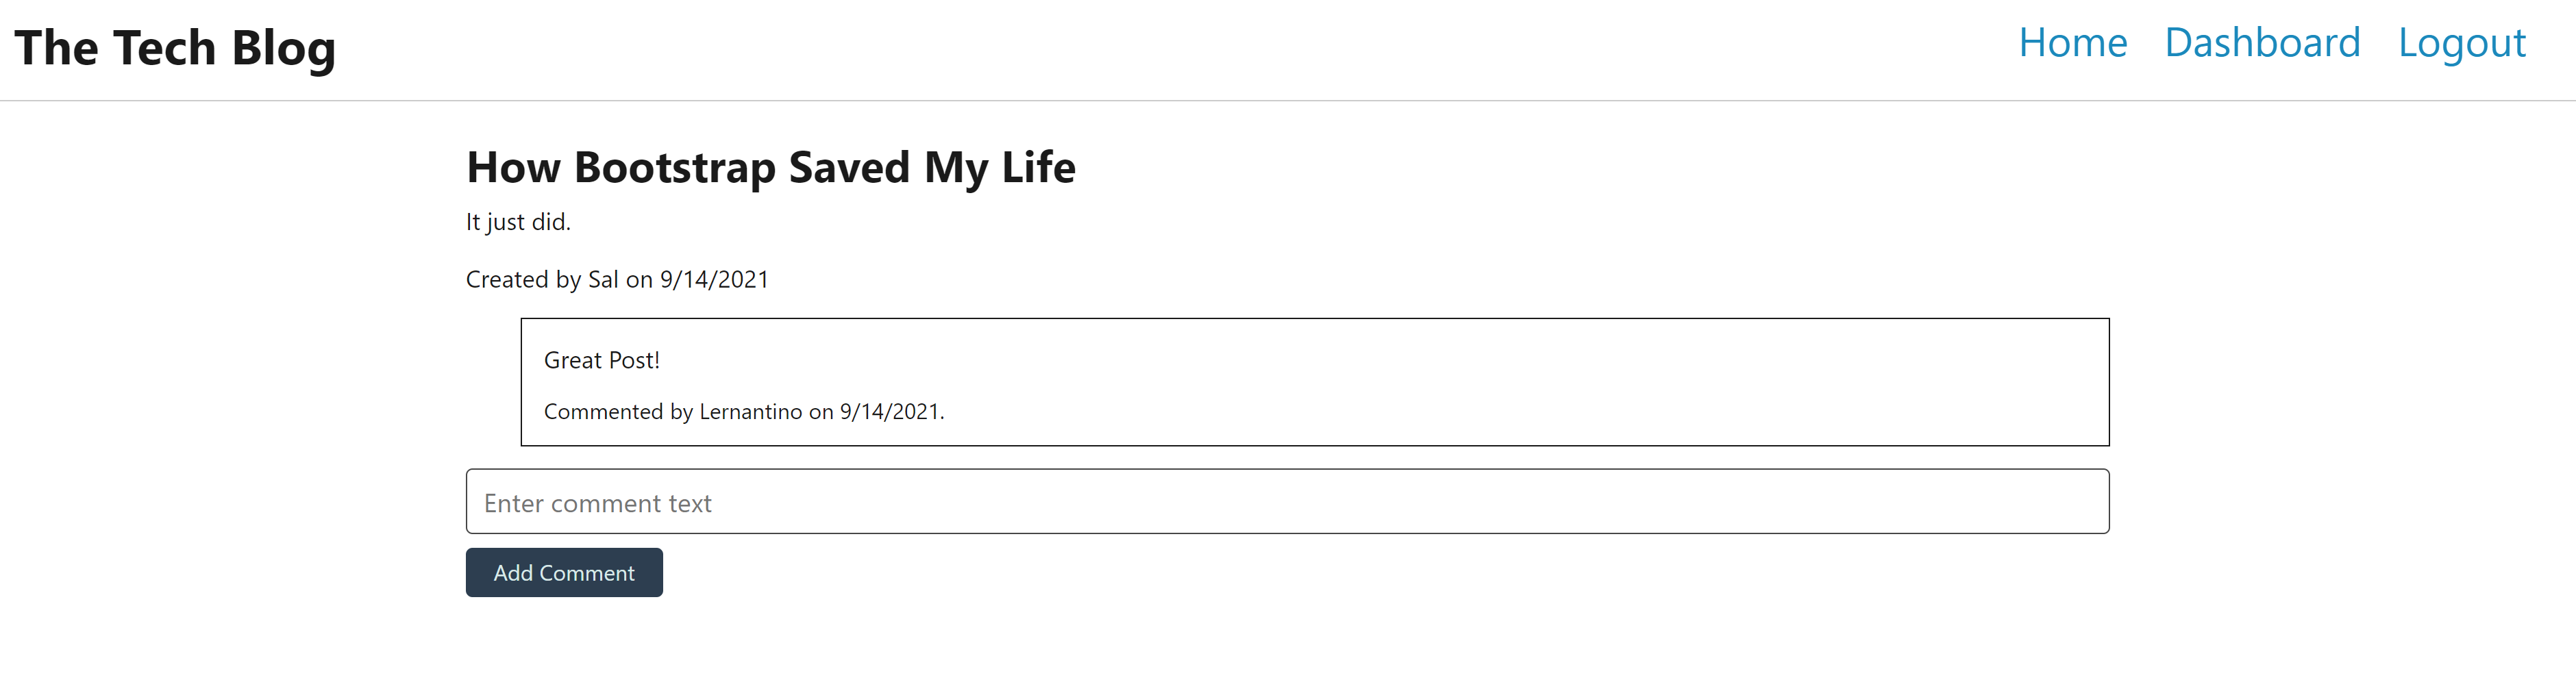 The Tech Blog
Home Dashboard Logout
How Bootstrap Saved My Life
It just did.
Created by Sal on 9/14/2021
Great Post!
Commented by Lernantino on 9/14/2021.
Enter comment text
Add Comment